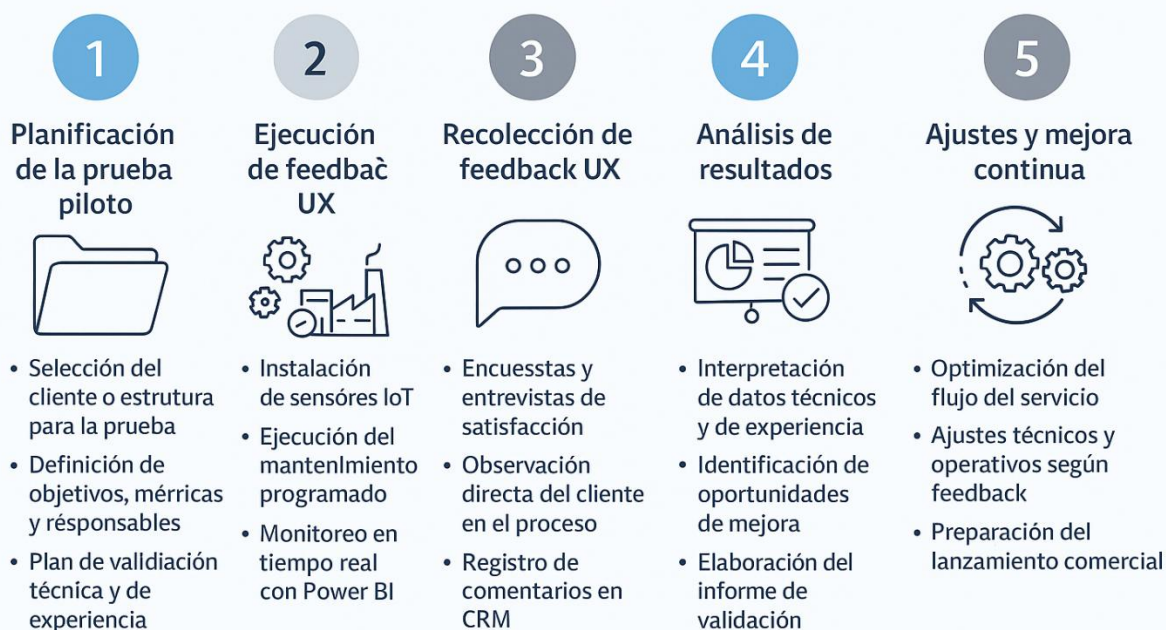 1
Planificación
de la prueba
piloto
• Selección del
cliente o estrutura
para la prueba
• Definición de
objetivos, mérricas
y résponsables
• Plan de valldiación
técnica y de
experiencia
2
Ejecución
de feedbac̀
UX
• Instalación
de sensóres IoT
• Ejecución del
mantenlmiento
programado
• Monitoreo en
tiempo real
con Power BI
3
Recolección de
feedback UX
• Encuesstas y
entrevistas de
satisfacción
• Observación
directa del cliente
en el proceso
• Registro de
comentarios en
CRM
4
Análisis de
resultados
• Interpretación
de datos técnicos
y de experiencia
• Identificación de
oportunidades
de mejora
• Elaboración del
informe de
validación
5
Ajustes y mejora
continua
• Optimización del
flujo del servicio
• Ajustes técnicos y
operativos según
feedback
• Preparación del
lanzamiento comercial